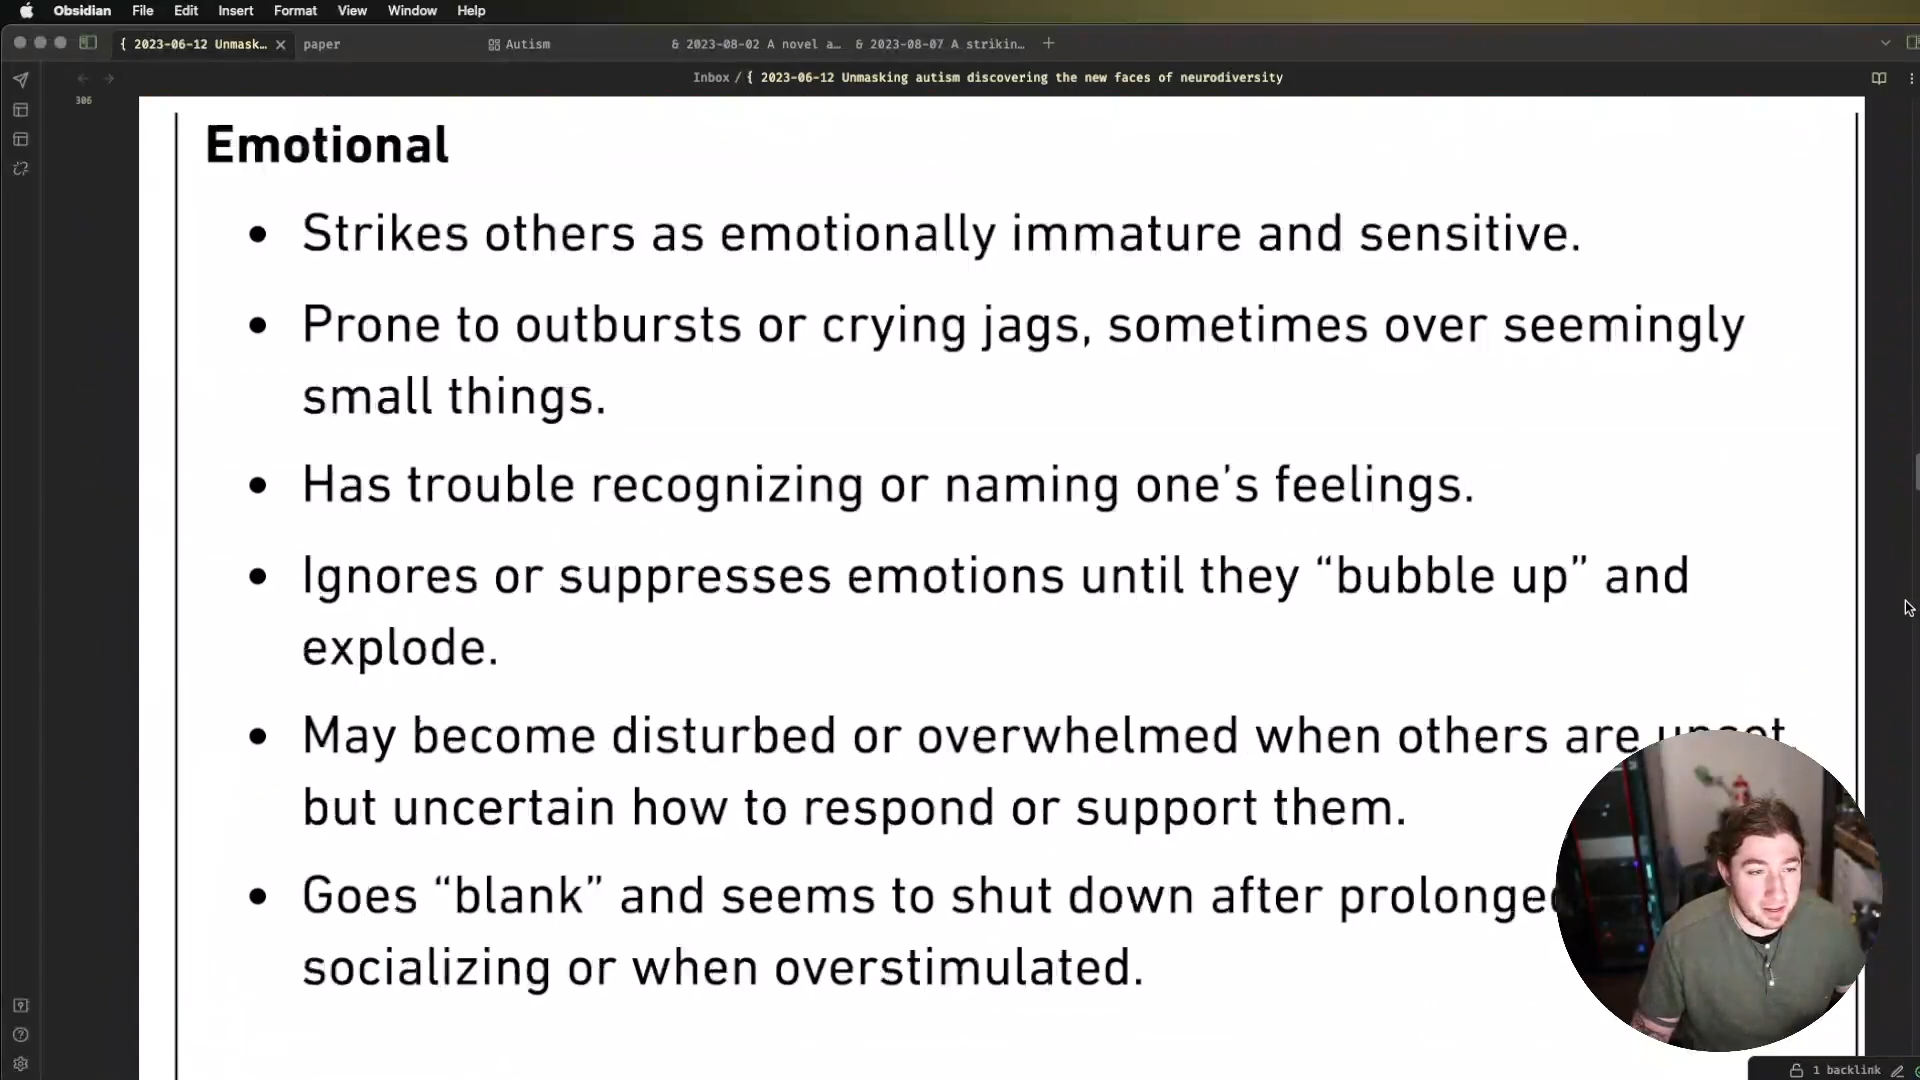 Obsidian File Edit Insert Format View Window Help
{ 2023-06-12 Unmask… paper Autism & 2023-08-02 A novel a… & 2023-08-07 A strikin…
Inbox / { 2023-06-12 Unmasking autism discovering the new faces of neurodiversity
306
Emotional
• Strikes others as emotionally immature and sensitive.
• Prone to outbursts or crying jags, sometimes over seemingly
small things.
• Has trouble recognizing or naming one’s feelings.
• Ignores or suppresses emotions until they “bubble up” and
explode.
• May become disturbed or overwhelmed when others are upset
but uncertain how to respond or support them.
• Goes “blank” and seems to shut down after prolonged
socializing or when overstimulated.
1 backlink